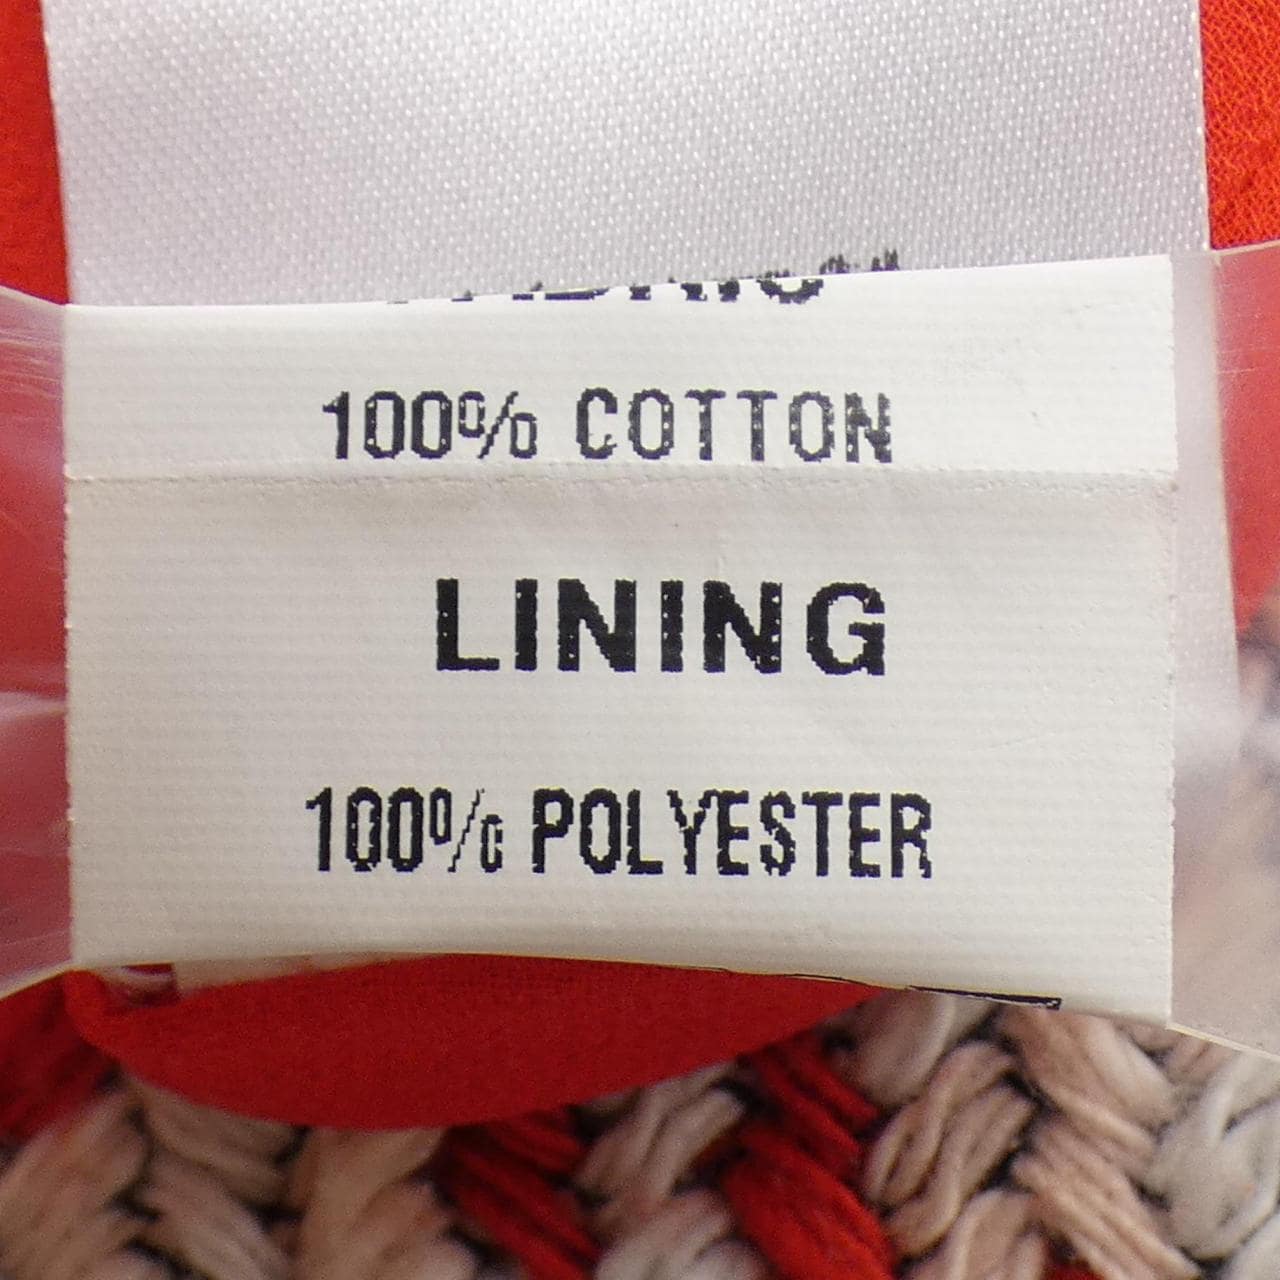 100% COTTON
LINING
100% POLYESTER